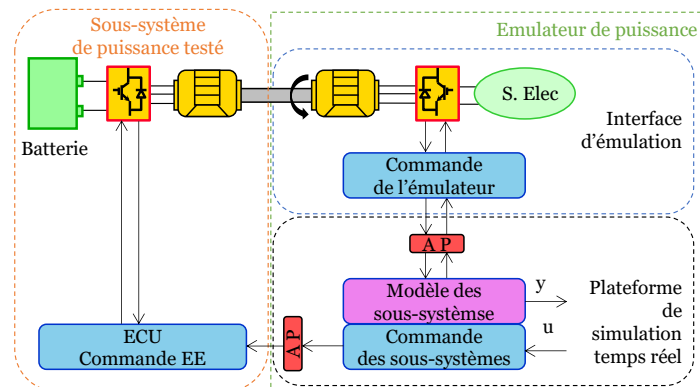 Sous-système
de puissance testé
Emulateur de puissance
S. Elec
Batterie
Interface
d'émulation
Commande
de l'émulateur
A P
Modèle des
sous-systèmse
y
Plateforme
de
simulation
temps réel
u
ECU
Commande EE
A P
Commande
des sous-systèmes